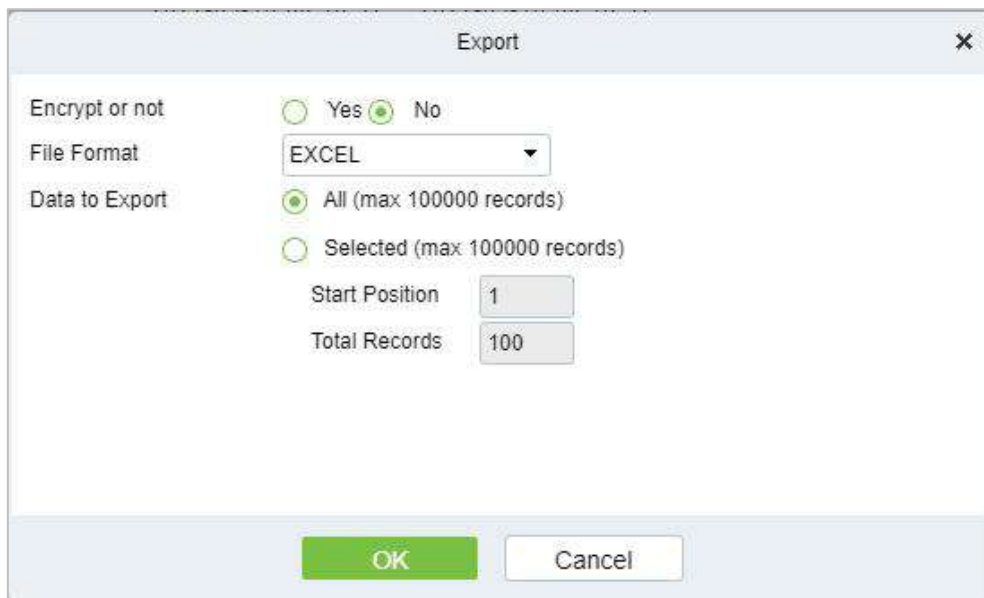 Export
Encrypt or not Yes No
File Format EXCEL
Data to Export All (max 100000 records)
Selected (max 100000 records)
Start Position 1
Total Records 100
OK Cancel